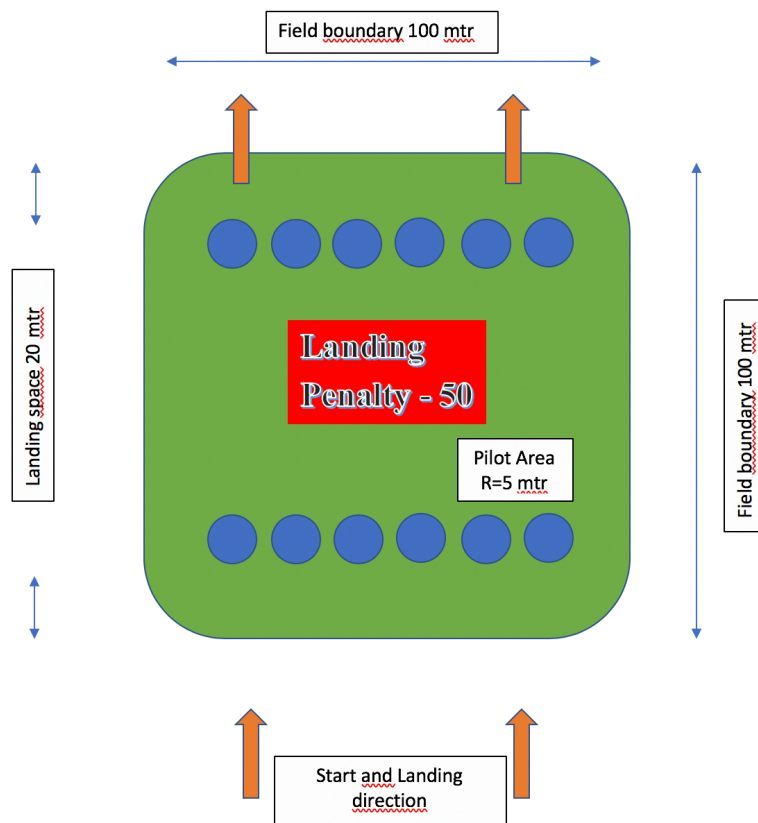 Field boundary 100 mtr
Landing space 20 mtr
Landing
Penalty - 50
Field boundary 100 mtr
Pilot Area
R=5 mtr
Start and Landing
direction